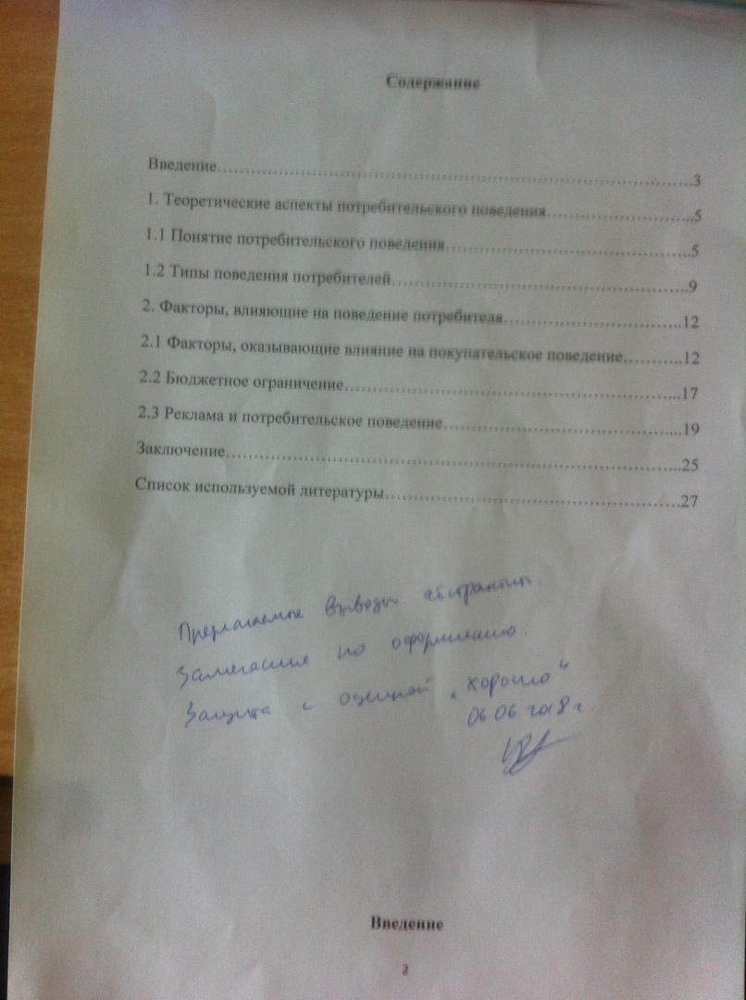 Содержание
Введение……………………………………………………………………………3
1. Теоретические аспекты потребительского поведения……………………...5
1.1 Понятие потребительского поведения……………………………………...5
1.2 Типы поведения потребителей……………………………………………...9
2. Факторы, влияющие на поведение потребителя…………………………...12
2.1 Факторы, оказывающие влияние на покупательское поведение………...12
2.2 Бюджетное ограничение…………………………………………………...17
2.3 Реклама и потребительское поведение…………………………………...19
Заключение……………………………………………………………………...25
Список используемой литературы……………………………………………27
Предлагаемые выводы абстрактны.
Замечания по оформлению.
Защита с оценкой „хорошо"
06.06 2018 г.
Введение
2